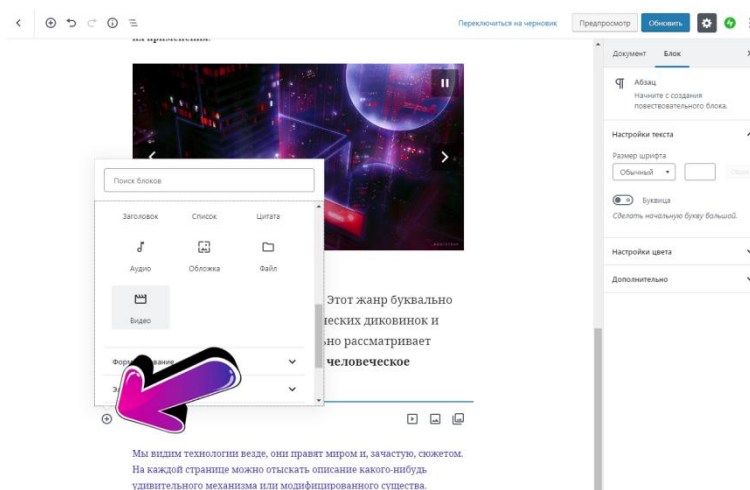 Переключиться на черновик
Предпросмотр
Обновить
Документ
Блок
Абзац
Начните с создания
повествовательного блока.
Настройки текста
Размер шрифта
Обычный
Буквица
Сделать начальную букву большой.
Настройки цвета
Дополнительно
их применения.
Поиск блоков
Заголовок
Список
Цитата
Аудио
Обложка
Файл
Видео
Этот жанр буквально
диковинок и
рассматривает
человеческое
Мы видим технологии везде, они правят миром и, зачастую, сюжетом.
На каждой странице можно отыскать описание какого-нибудь
удивительного механизма или модифицированного существа.